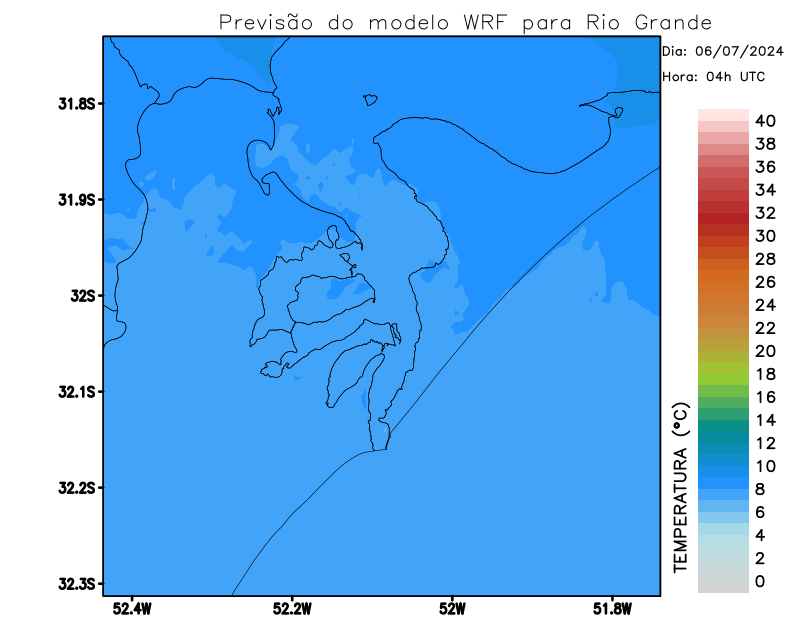 Previsão do modelo WRF para Rio Grande
Dia: 06/07/2024
Hora: 04h UTC
31.8S
31.9S
32S
32.1S
32.2S
32.3S
52.4W
52.2W
52W
51.8W
TEMPERATURA (°C)
40
38
36
34
32
30
28
26
24
22
20
18
16
14
12
10
8
6
4
2
0